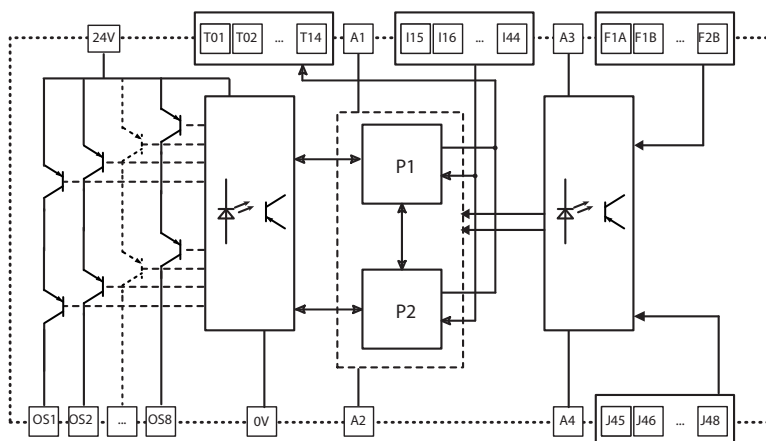 24V T01 T02 ... T14 A1 I15 I16 ... I44 A3 F1A F1B ... F2B
P1
P2
OS1 OS2 ... OS8 0V A2 A4 J45 J46 ... J48